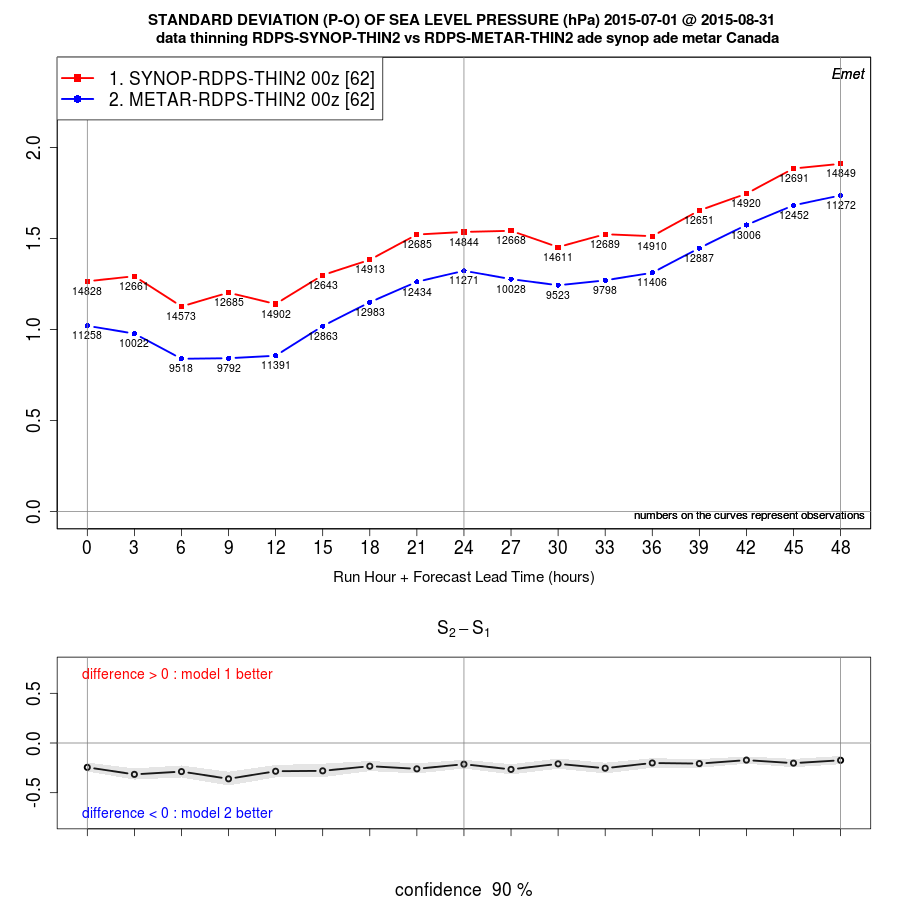 STANDARD DEVIATION (P-O) OF SEA LEVEL PRESSURE (hPa) 2015-07-01 @ 2015-08-31
data thinning RDPS-SYNOP-THIN2 vs RDPS-METAR-THIN2 ade synop ade metar Canada
1. SYNOP-RDPS-THIN2 00z [62]
2. METAR-RDPS-THIN2 00z [62]
Emet
2.0
1.5
1.0
0.5
0.0
14828 12661 14573 12685 14902 12643 14913 12685 14844 12668 14611 12689 14910 12651 14920 12691 14849
11258 10022 9518 9792 11391 12863 12983 12434 11271 10028 9523 9798 11406 12887 13006 12452 11272
numbers on the curves represent observations
0 3 6 9 12 15 18 21 24 27 30 33 36 39 42 45 48
Run Hour + Forecast Lead Time (hours)
S2 – S1
difference > 0 : model 1 better
0.5
0.0
-0.5
difference < 0 : model 2 better
confidence 90 %